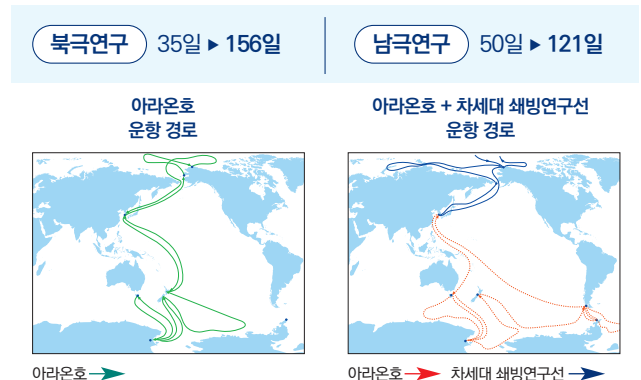 북극연구 35일 ▶ 156일
남극연구 50일 ▶ 121일
아라온호
운항 경로
아라온호 + 차세대 쇄빙연구선
운항 경로
아라온호
아라온호 차세대 쇄빙연구선